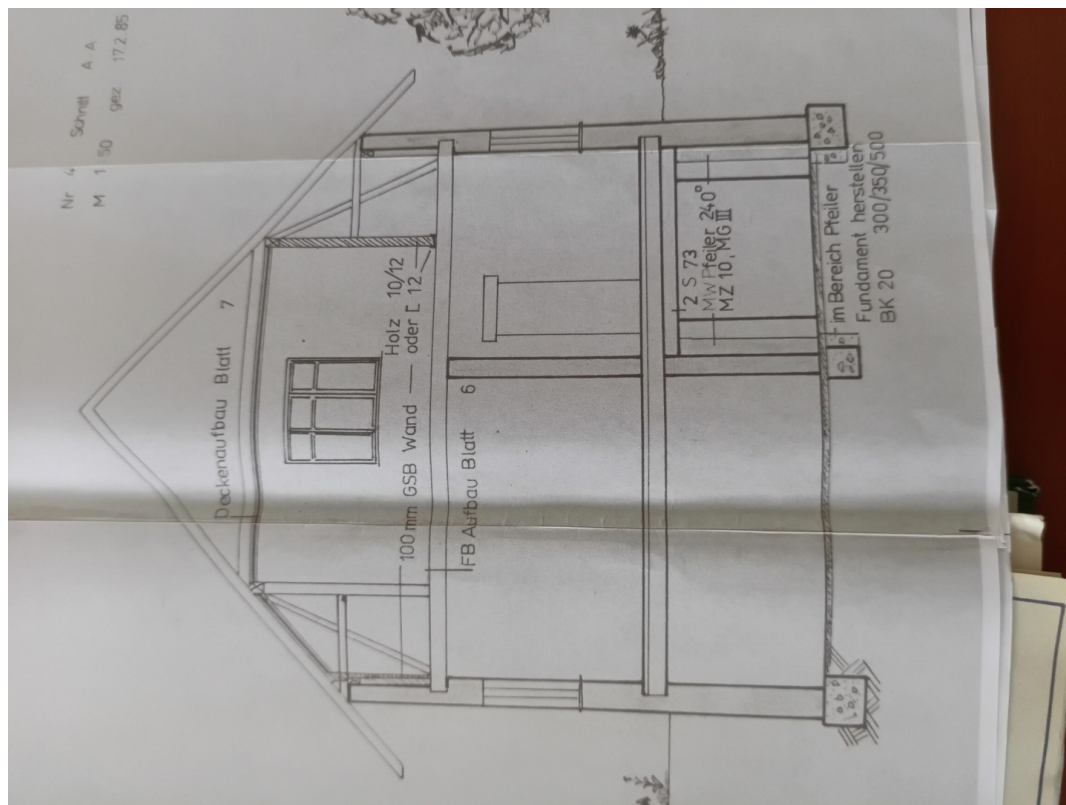 Nr 4 Schnitt A.A
M 1 50 gez 17.2.85
Deckenaufbau Blatt 7
100 mm GSB Wand — Holz 10/12
oder [ 12
FB Aufbau Blatt 6
2 S 73
MW Pfeiler 240°
MZ 10, MG III
im Bereich Pfeiler
Fundament herstellen
BK 20 300/350/500